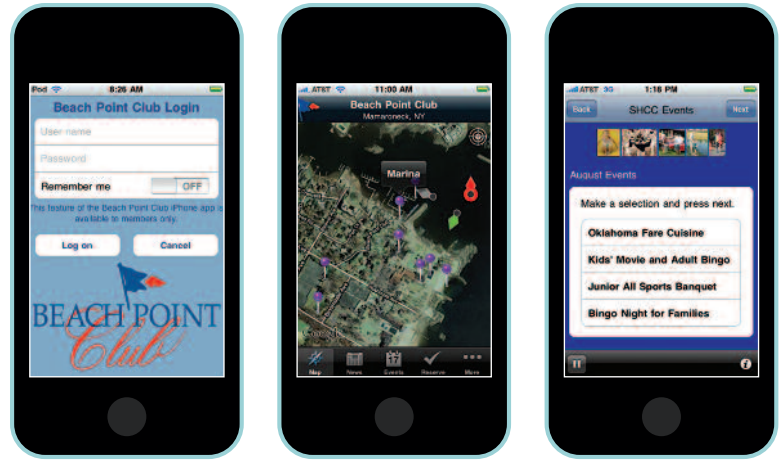 iPod 8:26 AM
Beach Point Club Login
User name
Password
Remember me OFF
This feature of the Beach Point Club iPhone app is
available to members only.
Log on Cancel
BEACH POINT
Club
AT&T 11:00 AM
Beach Point Club
Mamaroneck, NY
Marina
Google
17
Map News Events Reserve More
AT&T 3G 1:18 PM
Back SHCC Events Next
August Events
Make a selection and press next.
Oklahoma Fare Cuisine
Kids' Movie and Adult Bingo
Junior All Sports Banquet
Bingo Night for Families